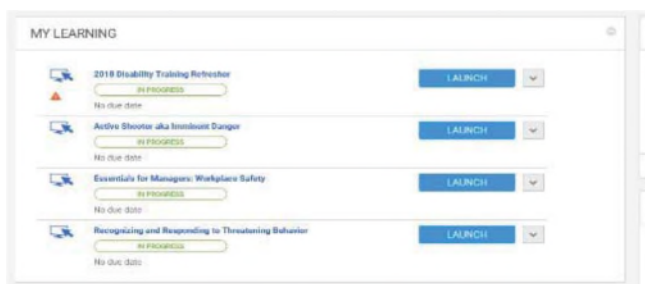 MY LEARNING
2018 Disability Training Refresher
LAUNCH
IN PROGRESS
No due date
Active Shooter aka Imminent Danger
LAUNCH
IN PROGRESS
No due date
Essentials for Managers: Workplace Safety
LAUNCH
IN PROGRESS
No due date
Recognizing and Responding to Threatening Behavior
LAUNCH
IN PROGRESS
No due date